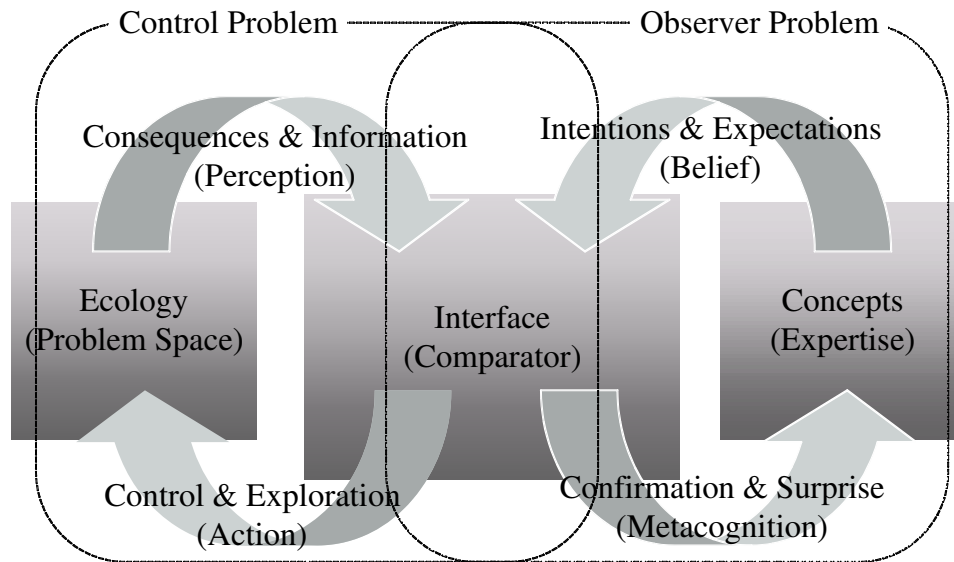 Control Problem
Observer Problem
Consequences & Information
(Perception)
Intentions & Expectations
(Belief)
Ecology
(Problem Space)
Interface
(Comparator)
Concepts
(Expertise)
Control & Exploration
(Action)
Confirmation & Surprise
(Metacognition)